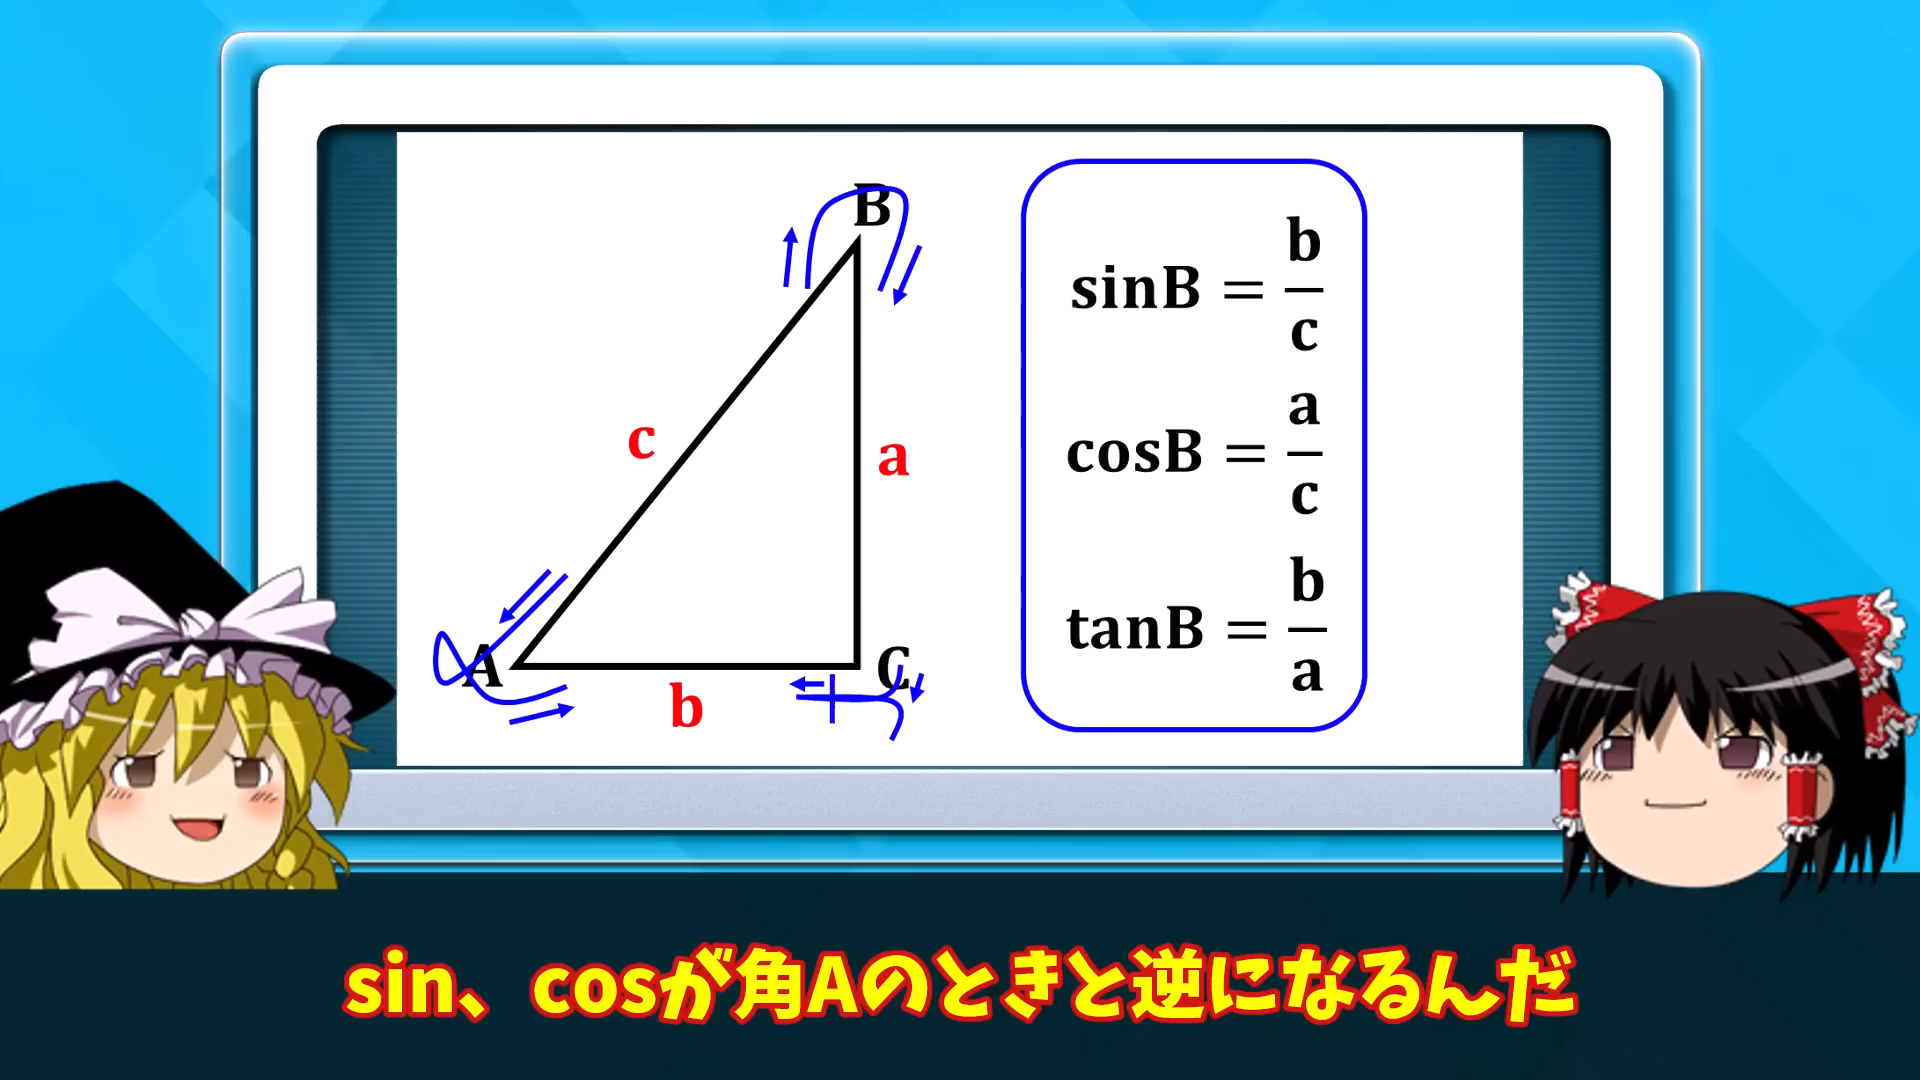 B
c
a
A
b
C
sinB = b/c
cosB = a/c
tanB = b/a
sin、cosが角Aのときと逆になるんだ